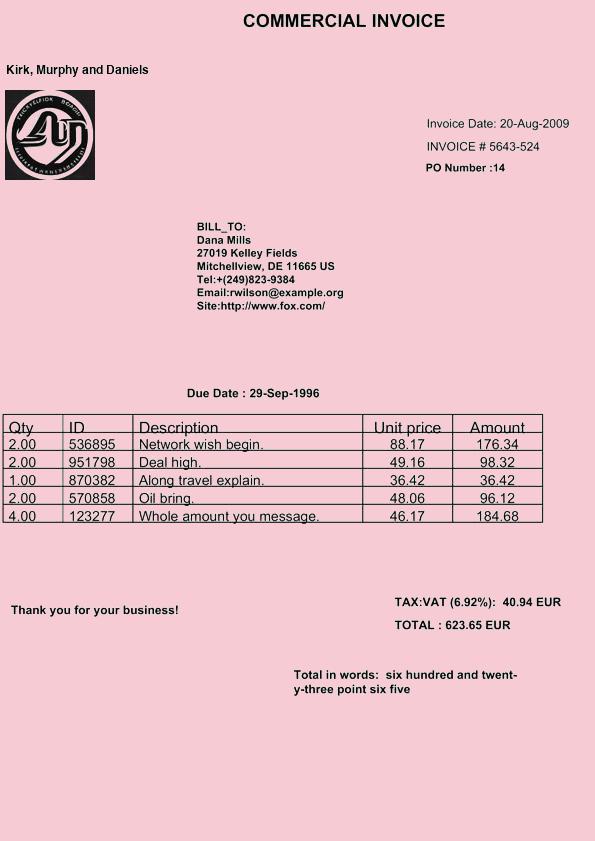 COMMERCIAL INVOICE
Kirk, Murphy and Daniels
Invoice Date: 20-Aug-2009
INVOICE # 5643-524
PO Number :14
BILL_TO:
Dana Mills
27019 Kelley Fields
Mitchellview, DE 11665 US
Tel:+(249)823-9384
Email:rwilson@example.org
Site:http://www.fox.com/
Due Date : 29-Sep-1996
Qty ID Description Unit price Amount
2.00 536895 Network wish begin. 88.17 176.34
2.00 951798 Deal high. 49.16 98.32
1.00 870382 Along travel explain. 36.42 36.42
2.00 570858 Oil bring. 48.06 96.12
4.00 123277 Whole amount you message. 46.17 184.68
TAX:VAT (6.92%): 40.94 EUR
Thank you for your business!
TOTAL : 623.65 EUR
Total in words: six hundred and twent-
y-three point six five